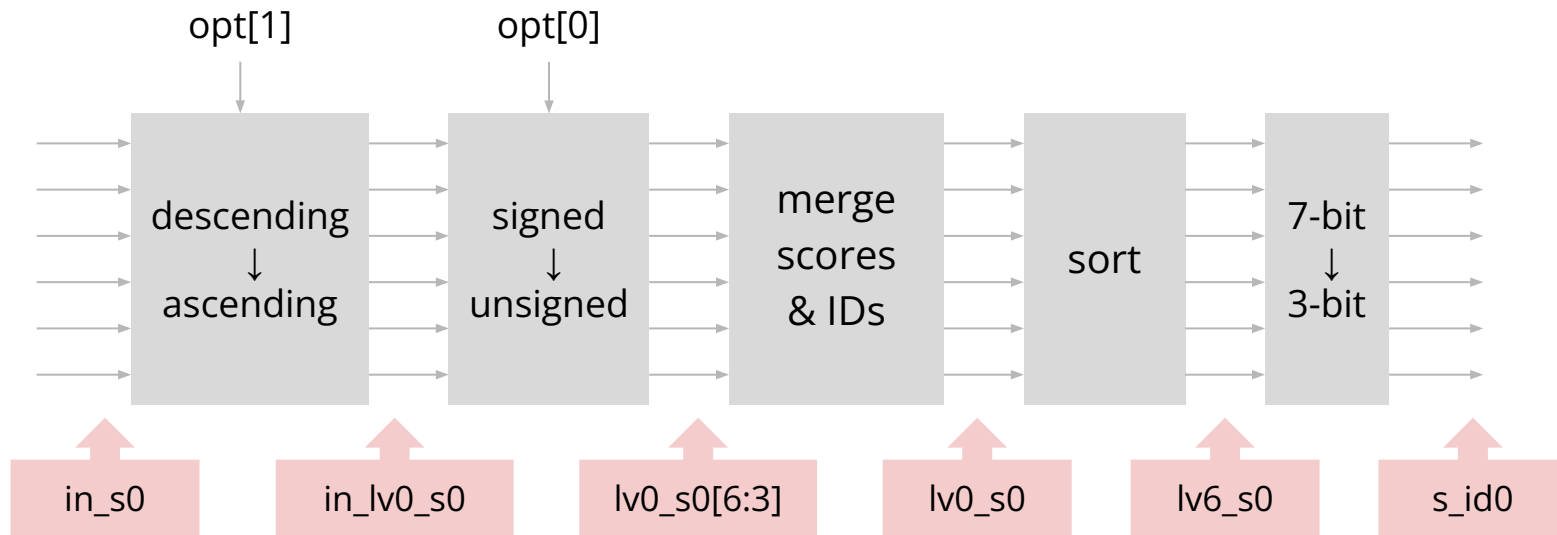 opt[1]
opt[0]
descending
↓
ascending
signed
↓
unsigned
merge
scores
& IDs
sort
7-bit
↓
3-bit
in_s0
in_lv0_s0
lv0_s0[6:3]
lv0_s0
lv6_s0
s_id0